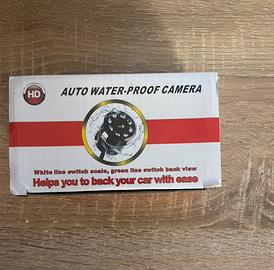 HD
AUTO WATER-PROOF CAMERA
White line switch scale, green line switch back view
Helps you to back your car with ease